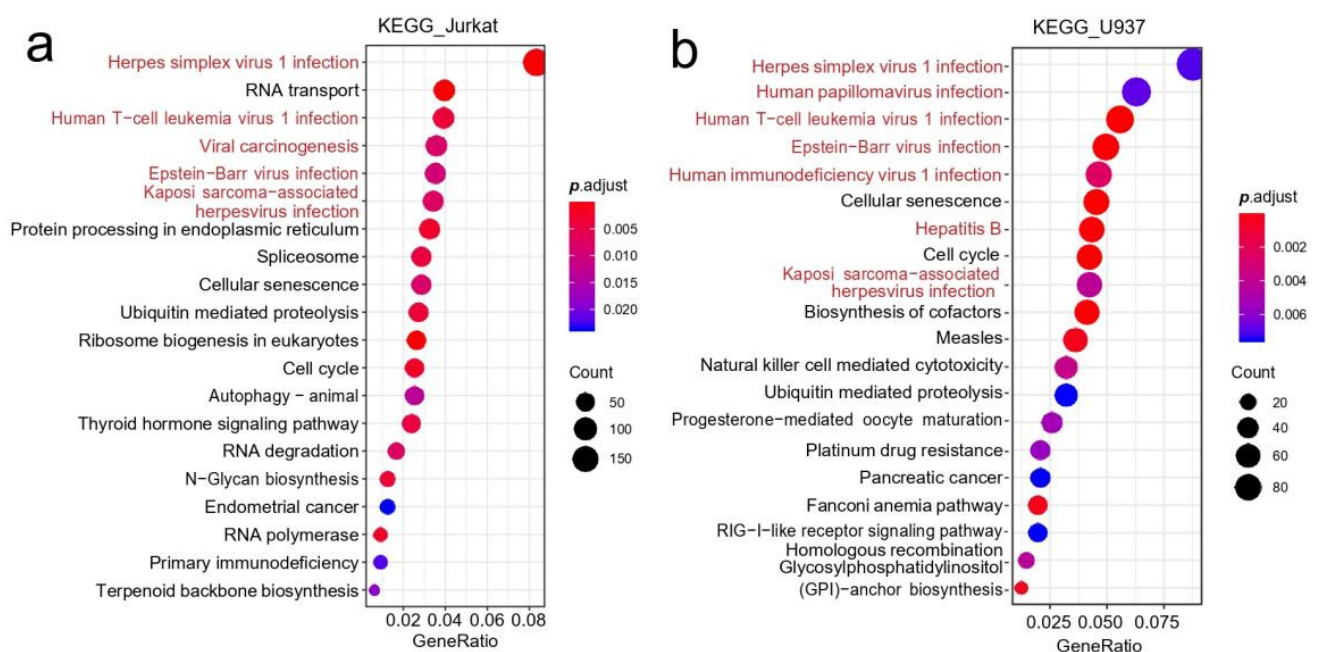 a
KEGG_Jurkat
Herpes simplex virus 1 infection
RNA transport
Human T-cell leukemia virus 1 infection
Viral carcinogenesis
Epstein-Barr virus infection
Kaposi sarcoma-associated
herpesvirus infection
Protein processing in endoplasmic reticulum
Spliceosome
Cellular senescence
Ubiquitin mediated proteolysis
Ribosome biogenesis in eukaryotes
Cell cycle
Autophagy - animal
Thyroid hormone signaling pathway
RNA degradation
N-Glycan biosynthesis
Endometrial cancer
RNA polymerase
Primary immunodeficiency
Terpenoid backbone biosynthesis
0.02 0.04 0.06 0.08
GeneRatio
p.adjust
0.005
0.010
0.015
0.020
Count
50
100
150
b
KEGG_U937
Herpes simplex virus 1 infection
Human papillomavirus infection
Human T-cell leukemia virus 1 infection
Epstein-Barr virus infection
Human immunodeficiency virus 1 infection
Cellular senescence
Hepatitis B
Cell cycle
Kaposi sarcoma-associated
herpesvirus infection
Biosynthesis of cofactors
Measles
Natural killer cell mediated cytotoxicity
Ubiquitin mediated proteolysis
Progesterone-mediated oocyte maturation
Platinum drug resistance
Pancreatic cancer
Fanconi anemia pathway
RIG-I-like receptor signaling pathway
Homologous recombination
Glycosylphosphatidylinositol
(GPI)-anchor biosynthesis
0.025 0.050 0.075
GeneRatio
p.adjust
0.002
0.004
0.006
Count
20
40
60
80